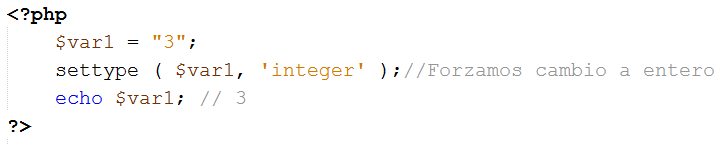 <?php
$var1 = "3";
settype ( $var1, 'integer' );//Forzamos cambio a entero
echo $var1; // 3
?>